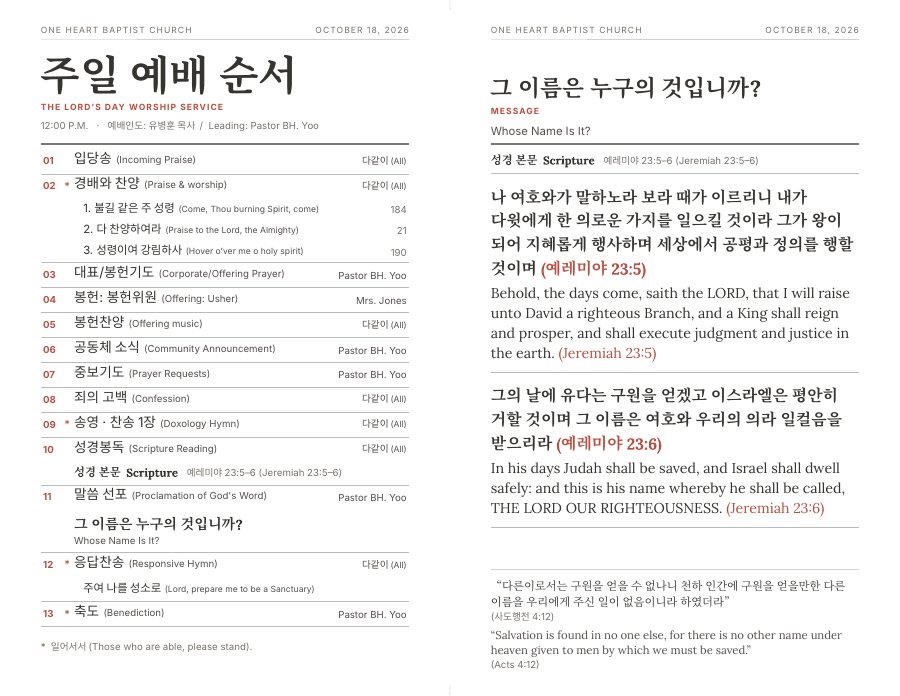 ONE HEART BAPTIST CHURCH OCTOBER 18, 2026
주일 예배 순서
THE LORD'S DAY WORSHIP SERVICE
12:00 P.M. · 예배인도: 유병훈 목사 / Leading: Pastor BH. Yoo
01 입당송 (Incoming Praise) 다같이 (All)
02 * 경배와 찬양 (Praise & worship) 다같이 (All)
1. 불길 같은 주 성령 (Come, Thou burning Spirit, come) 184
2. 다 찬양하여라 (Praise to the Lord, the Almighty) 21
3. 성령이여 강림하사 (Hover o'ver me o holy spirit) 190
03 대표/봉헌기도 (Corporate/Offering Prayer) Pastor BH. Yoo
04 봉헌: 봉헌위원 (Offering: Usher) Mrs. Jones
05 봉헌찬양 (Offering music) 다같이 (All)
06 공동체 소식 (Community Announcement) Pastor BH. Yoo
07 중보기도 (Prayer Requests) Pastor BH. Yoo
08 죄의 고백 (Confession) 다같이 (All)
09 * 송영 · 찬송 1장 (Doxology Hymn) 다같이 (All)
10 성경봉독 (Scripture Reading) 다같이 (All)
성경 본문 Scripture 예레미야 23:5–6 (Jeremiah 23:5–6)
11 말씀 선포 (Proclamation of God's Word) Pastor BH. Yoo
그 이름은 누구의 것입니까?
Whose Name Is It?
12 * 응답찬송 (Responsive Hymn) 다같이 (All)
주여 나를 성소로 (Lord, prepare me to be a Sanctuary)
13 * 축도 (Benediction) Pastor BH. Yoo
* 일어서서 (Those who are able, please stand).
ONE HEART BAPTIST CHURCH OCTOBER 18, 2026
그 이름은 누구의 것입니까?
MESSAGE
Whose Name Is It?
성경 본문 Scripture 예레미야 23:5–6 (Jeremiah 23:5–6)
나 여호와가 말하노라 보라 때가 이르리니 내가
다윗에게 한 의로운 가지를 일으킬 것이라 그가 왕이
되어 지혜롭게 행사하며 세상에서 공평과 정의를 행할
것이며 (예레미야 23:5)
Behold, the days come, saith the LORD, that I will raise
unto David a righteous Branch, and a King shall reign
and prosper, and shall execute judgment and justice in
the earth. (Jeremiah 23:5)
그의 날에 유다는 구원을 얻겠고 이스라엘은 평안히
거할 것이며 그 이름은 여호와 우리의 의라 일컬음을
받으리라 (예레미야 23:6)
In his days Judah shall be saved, and Israel shall dwell
safely: and this is his name whereby he shall be called,
THE LORD OUR RIGHTEOUSNESS. (Jeremiah 23:6)
“다른이로서는 구원을 얻을 수 없나니 천하 인간에 구원을 얻을만한 다른
이름을 우리에게 주신 일이 없음이니라 하였더라”
(사도행전 4:12)
“Salvation is found in no one else, for there is no other name under
heaven given to men by which we must be saved.”
(Acts 4:12)